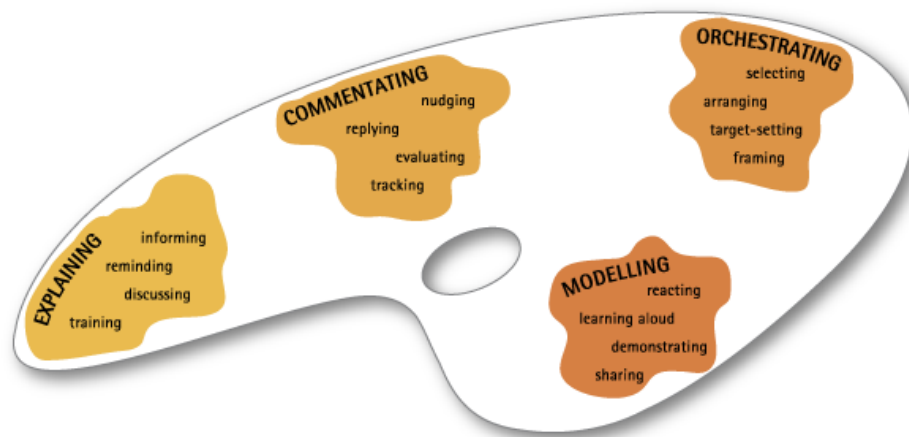 EXPLAINING
informing
reminding
discussing
training
COMMENTATING
nudging
replying
evaluating
tracking
ORCHESTRATING
selecting
arranging
target-setting
framing
MODELLING
reacting
learning aloud
demonstrating
sharing